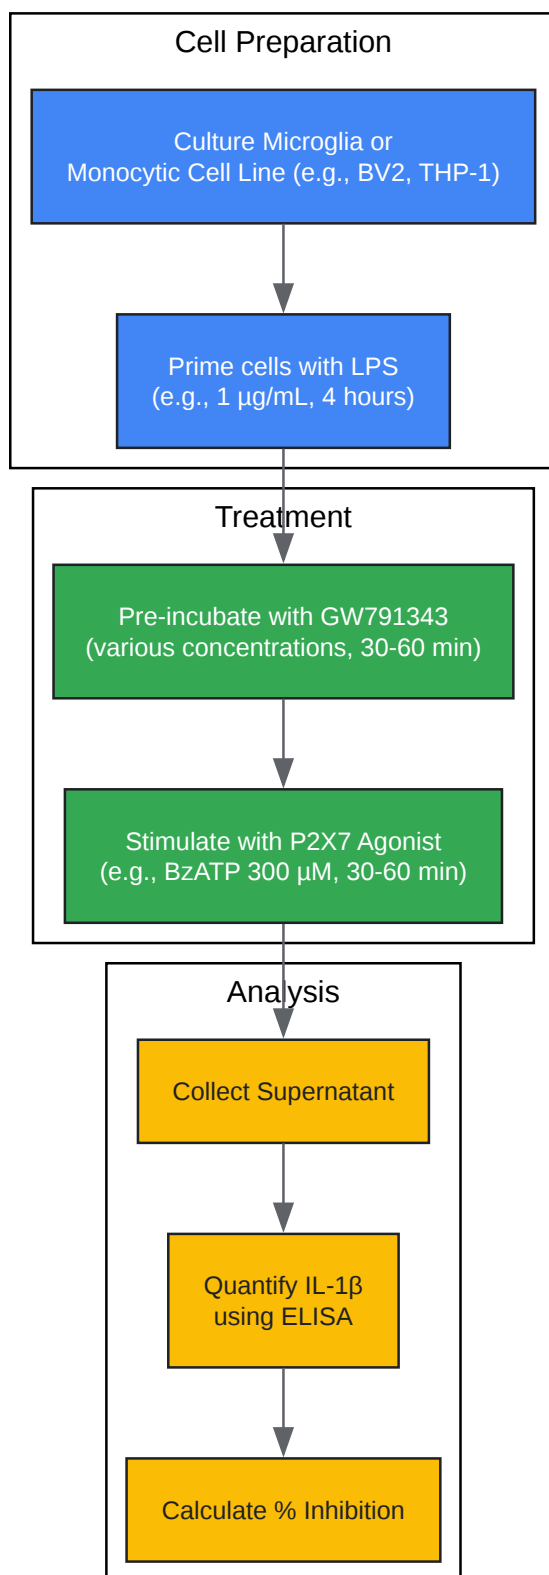 Cell Preparation
Culture Microglia or
Monocytic Cell Line (e.g., BV2, THP-1)
Prime cells with LPS
(e.g., 1 µg/mL, 4 hours)
Treatment
Pre-incubate with GW791343
(various concentrations, 30-60 min)
Stimulate with P2X7 Agonist
(e.g., BzATP 300 µM, 30-60 min)
Analysis
Collect Supernatant
Quantify IL-1β
using ELISA
Calculate % Inhibition